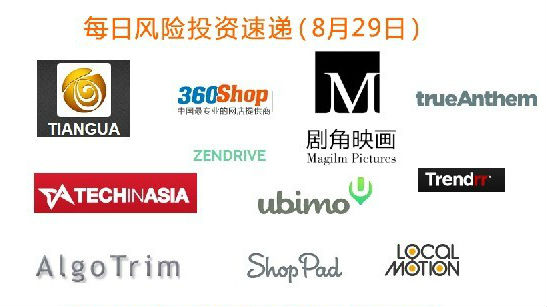 每日风险投资速递(8月29日)
TIANGUA
360Shop
中国最专业的网店提供商
M
剧角映画
Magilm Pictures
trueAnthem
ZENDRIVE
Trendrr
TECHINASIA
ubimo
AlgoTrim
ShopPad
LOCAL
MOTION